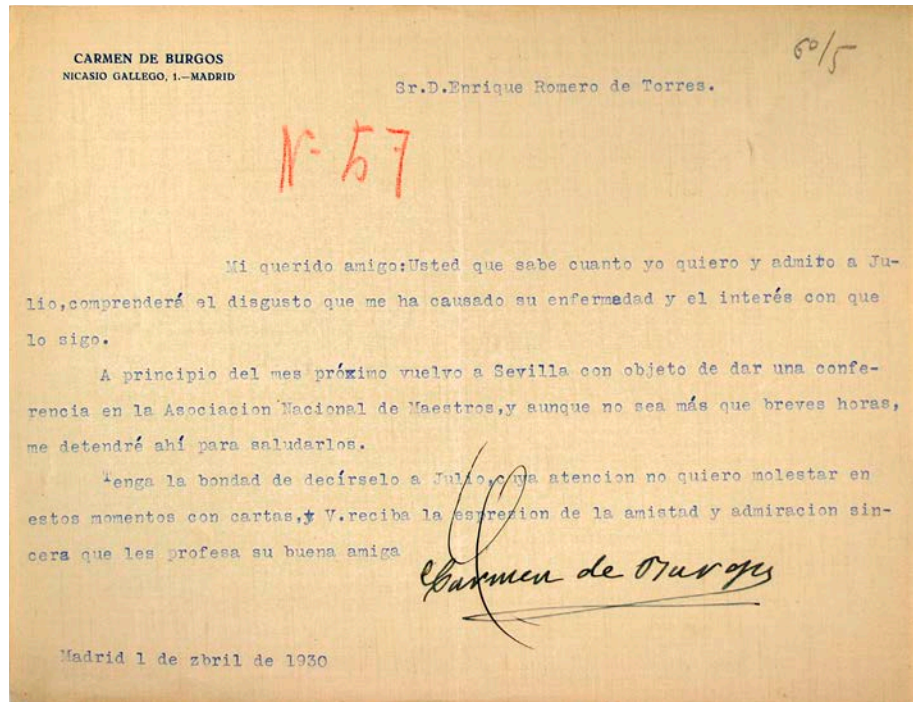 CARMEN DE BURGOS
NICASIO GALLEGO, 1.—MADRID
60/5
Sr.D.Enrique Romero de Torres.
Nº 57
Mi querido amigo:Usted que sabe cuanto yo quiero y admiro a Ju-
lio,comprenderá el disgusto que me ha causado su enfermedad y el interés con que
lo sigo.
A principio del mes próximo vuelvo a Sevilla con objeto de dar una confe-
rencia en la Asociacion Nacional de Maestros,y aunque no sea más que breves horas,
me detendré ahí para saludarlos.
Tenga la bondad de decírselo a Julio,cuya atencion no quiero molestar en
estos momentos con cartas,y V.reciba la espresion de la amistad y admiracion sin-
cera que les profesa su buena amiga
Carmen de Burgos
Madrid 1 de zbril de 1930